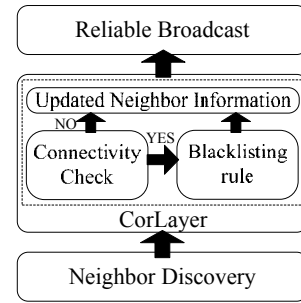 Reliable Broadcast
Updated Neighbor Information
NO
YES
Connectivity
Check
Blacklisting
rule
CorLayer
Neighbor Discovery